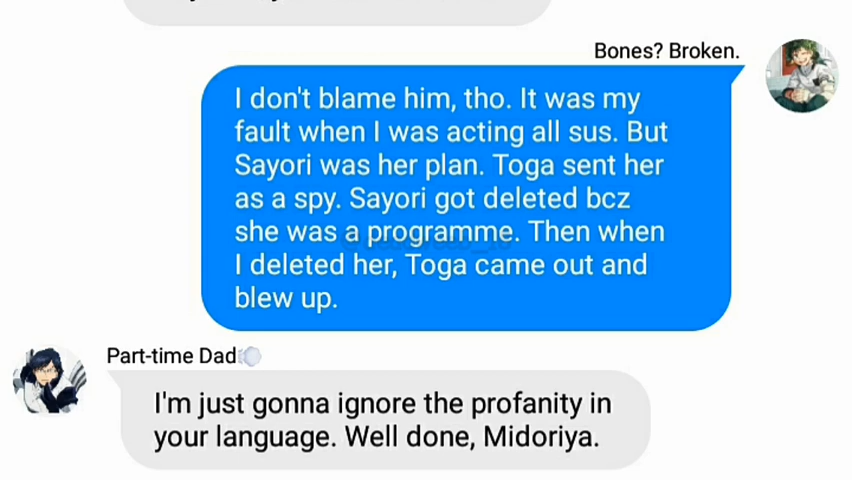 Bones? Broken.
I don't blame him, tho. It was my
fault when I was acting all sus. But
Sayori was her plan. Toga sent her
as a spy. Sayori got deleted bcz
she was a programme. Then when
I deleted her, Toga came out and
blew up.
Part-time Dad💨
I'm just gonna ignore the profanity in
your language. Well done, Midoriya.